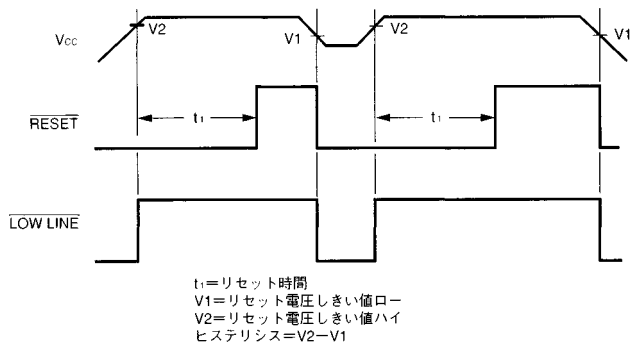 Vcc
V2
V1
V2
V1
RESET
t1
t1
LOW LINE
t1=リセット時間
V1=リセット電圧しきい値ロー
V2=リセット電圧しきい値ハイ
ヒステリシス=V2−V1